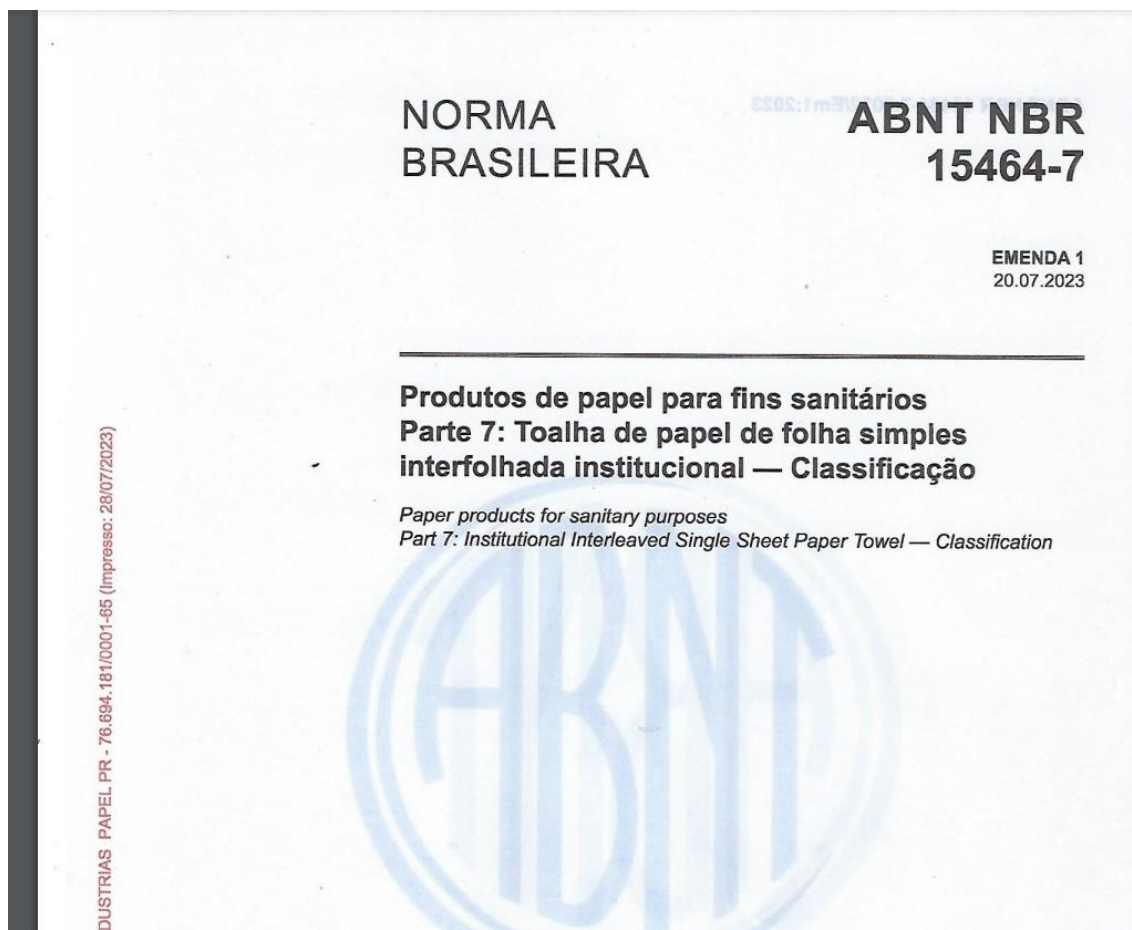 NORMA
BRASILEIRA
ABNT NBR
15464-7
EMENDA 1
20.07.2023
Produtos de papel para fins sanitários
Parte 7: Toalha de papel de folha simples
interfolhada institucional — Classificação
Paper products for sanitary purposes
Part 7: Institutional Interleaved Single Sheet Paper Towel — Classification
ABNT
DUSTRIAS PAPEL PR - 76.694.181/0001-65 (Impresso: 28/07/2023)